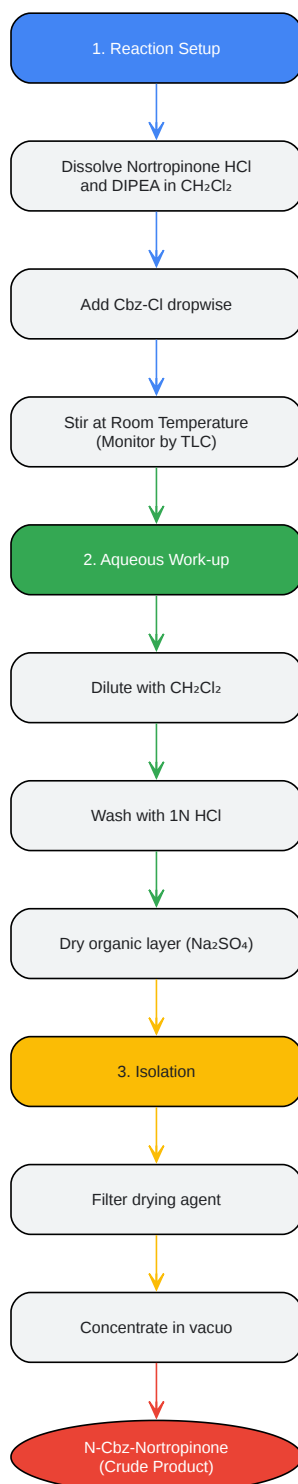 1. Reaction Setup
Dissolve Nortropinone HCl
and DIPEA in CH₂Cl₂
Add Cbz-Cl dropwise
Stir at Room Temperature
(Monitor by TLC)
2. Aqueous Work-up
Dilute with CH₂Cl₂
Wash with 1N HCl
Dry organic layer (Na₂SO₄)
3. Isolation
Filter drying agent
Concentrate in vacuo
N-Cbz-Nortropinone
(Crude Product)